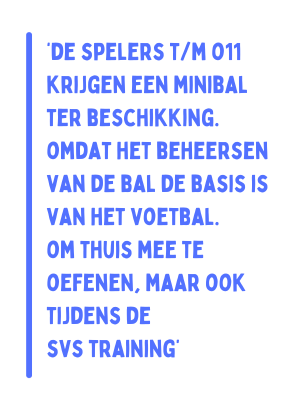 'DE SPELERS T/M O11
KRIJGEN EEN MINIBAL
TER BESCHIKKING.
OMDAT HET BEHEERSEN
VAN DE BAL DE BASIS IS
VAN HET VOETBAL.
OM THUIS MEE TE
OEFENEN, MAAR OOK
TIJDENS DE
SVS TRAINING'